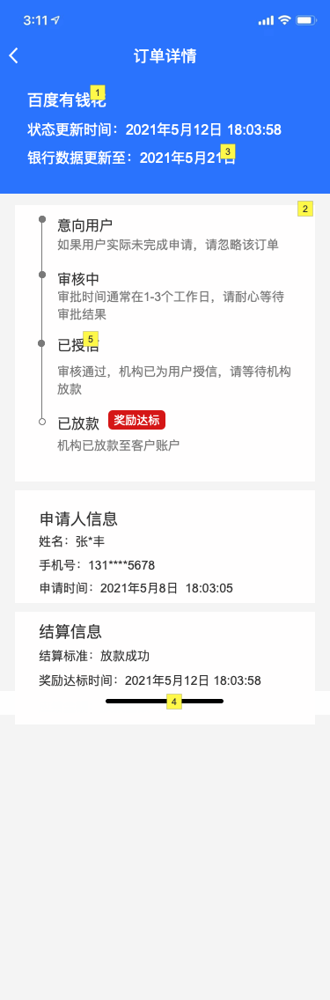 3:11
订单详情
百度有钱花
1
状态更新时间：2021年5月12日 18:03:58
银行数据更新至：2021年5月21日
3
2
意向用户
如果用户实际未完成申请，请忽略该订单
审核中
审批时间通常在1-3个工作日，请耐心等待
审批结果
已授信
5
审核通过，机构已为用户授信，请等待机构
放款
已放款 奖励达标
机构已放款至客户账户
申请人信息
姓名：张*丰
手机号：131****5678
申请时间：2021年5月8日 18:03:05
结算信息
结算标准：放款成功
奖励达标时间：2021年5月12日 18:03:58
4